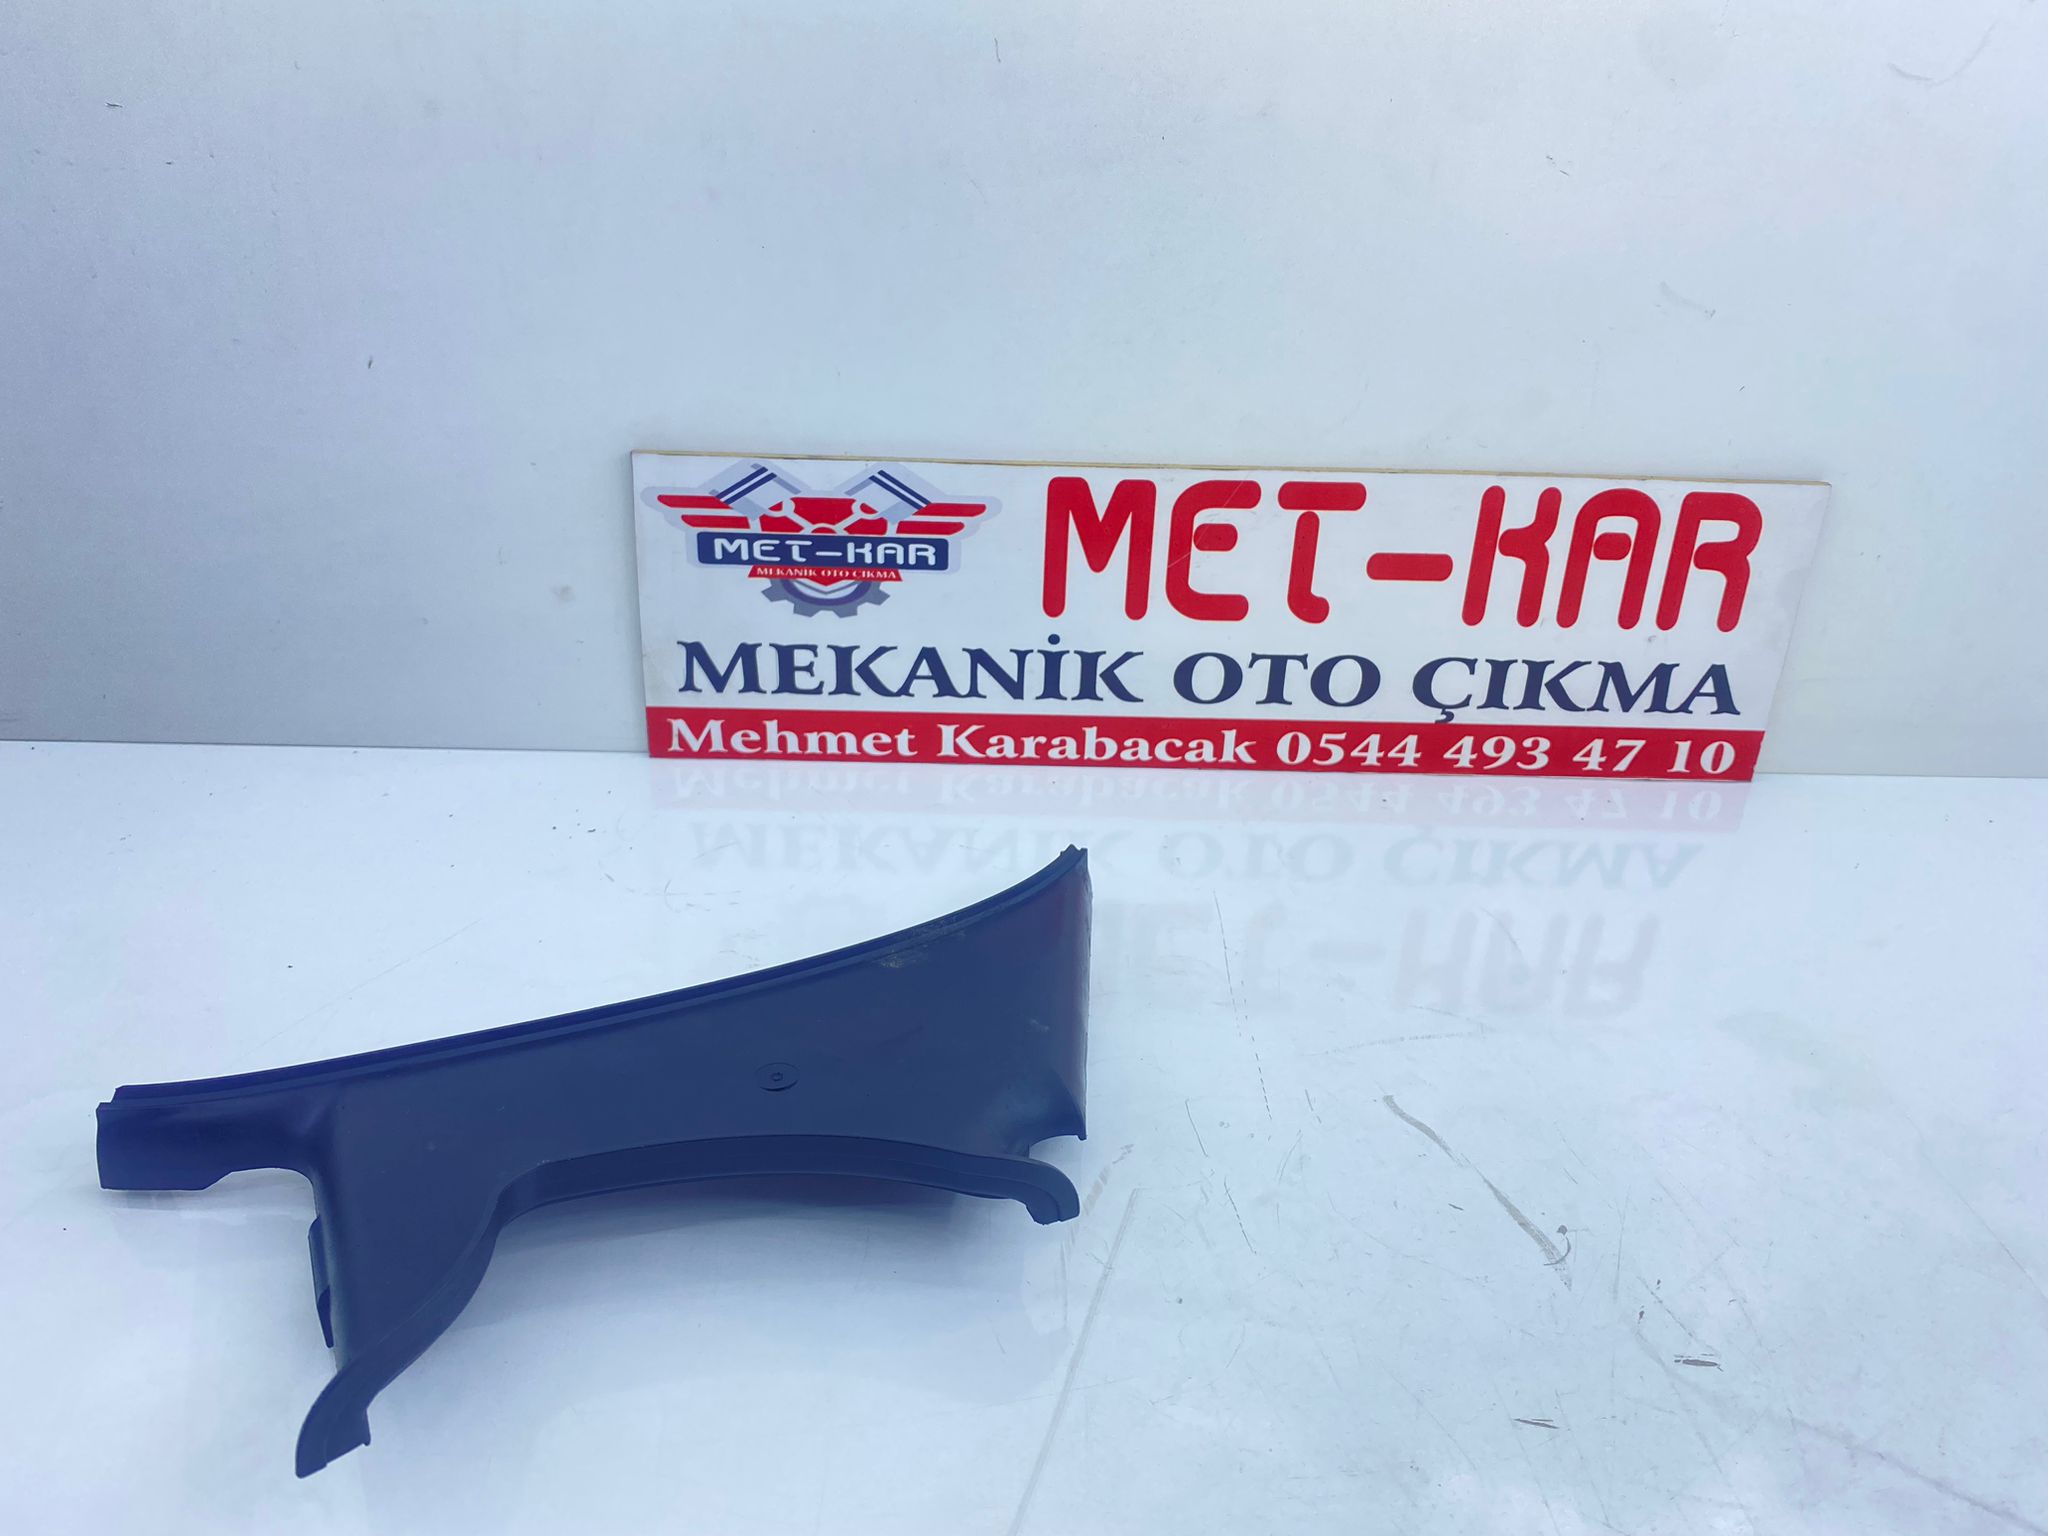 MET-KAR
MEKANİK OTO ÇIKMA
MET-KAR
MEKANİK OTO ÇIKMA
Mehmet Karabacak 0544 493 47 10